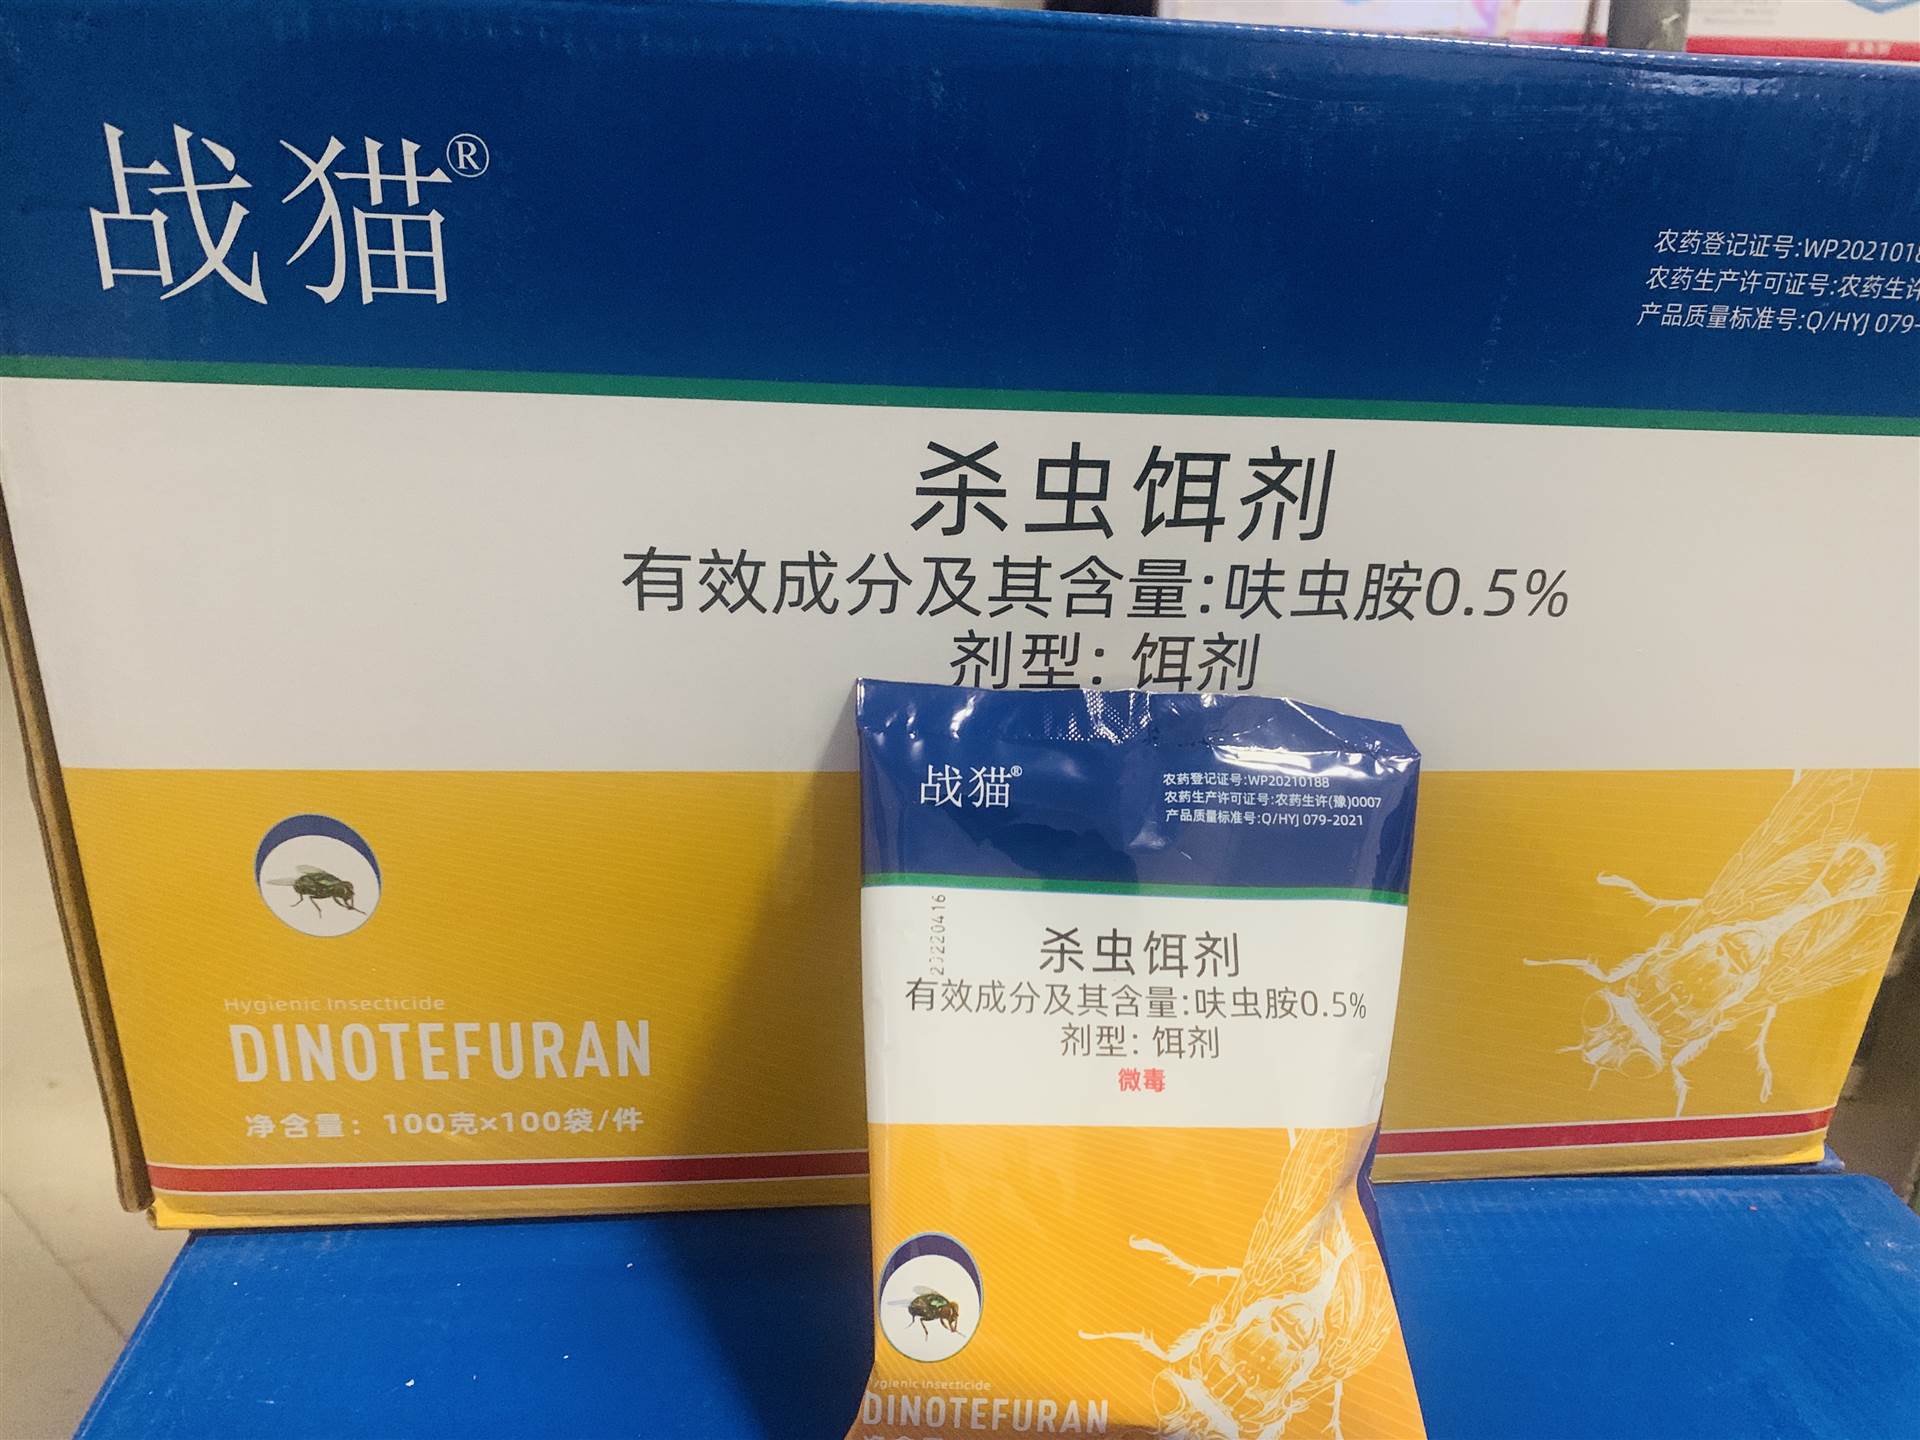 战猫®
农药登记证号:WP2021018
农药生产许可证号:农药生许
产品质量标准号:Q/HYJ 079-
杀虫饵剂
有效成分及其含量:呋虫胺0.5%
剂型: 饵剂
Hygienic Insecticide
DINOTEFURAN
净含量: 100克×100袋/件
战猫®
农药登记证号:WP20210188
农药生产许可证号:农药生许(豫)0007
产品质量标准号:Q/HYJ 079-2021
20220416
杀虫饵剂
有效成分及其含量:呋虫胺0.5%
剂型: 饵剂
微毒
Hygienic Insecticide
DINOTEFURAN